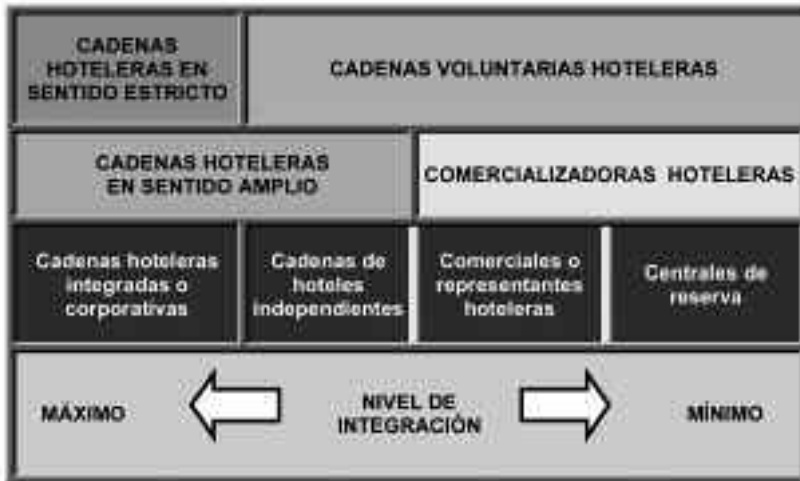 CADENAS
HOTELERAS EN
SENTIDO ESTRICTO
CADENAS VOLUNTARIAS HOTELERAS
CADENAS HOTELERAS
EN SENTIDO AMPLIO
COMERCIALIZADORAS HOTELERAS
Cadenas hoteleras
integradas o
corporativas
Cadenas de
hoteles
independientes
Comerciales o
representantes
hoteleras
Centrales de
reserva
MÁXIMO
NIVEL DE
INTEGRACIÓN
MÍNIMO